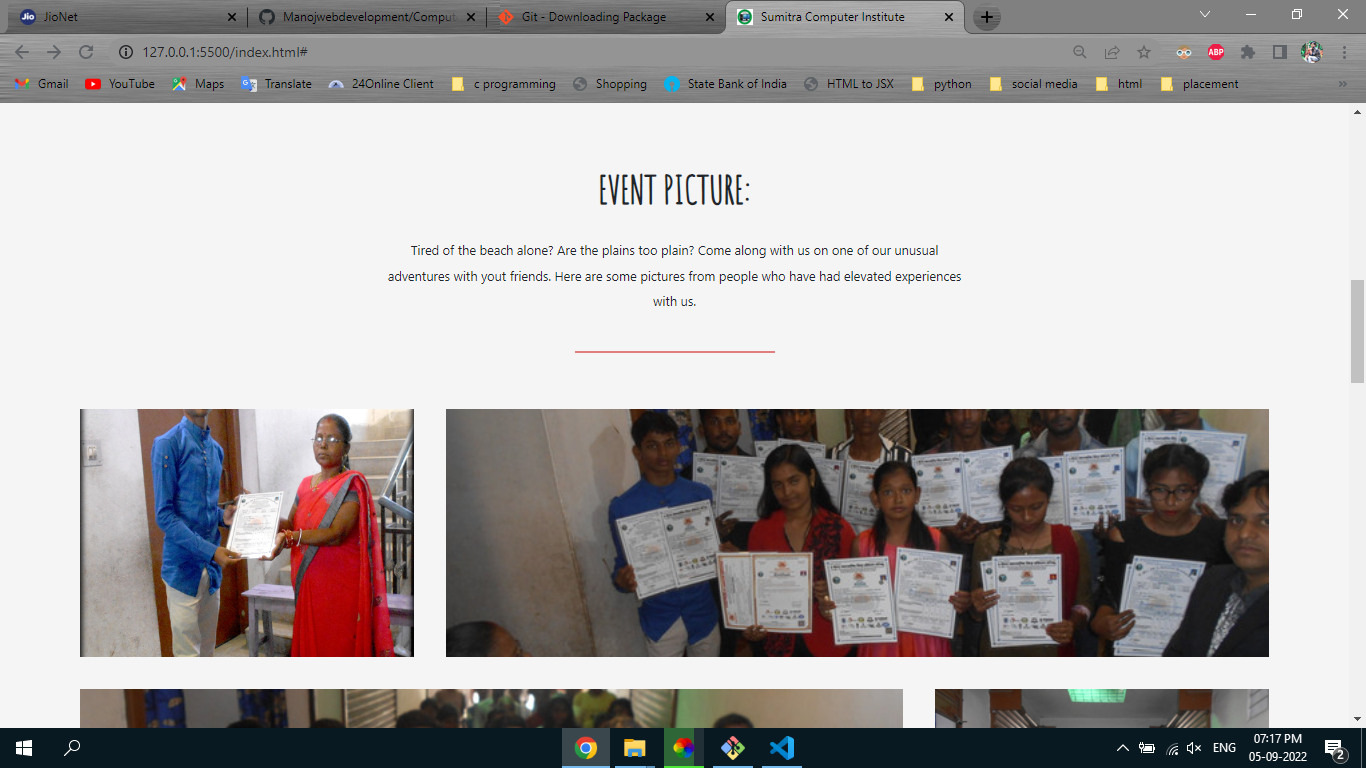 JioNet
Manojwebdevelopment/Comput
Git - Downloading Package
Sumitra Computer Institute
127.0.0.1:5500/index.html#
ABP
Gmail
YouTube
Maps
Translate
24Online Client
c programming
Shopping
State Bank of India
HTML to JSX
python
social media
html
placement
»
EVENT PICTURE:
Tired of the beach alone? Are the plains too plain? Come along with us on one of our unusual
adventures with yout friends. Here are some pictures from people who have had elevated experiences
with us.
ENG
07:17 PM
05-09-2022
2